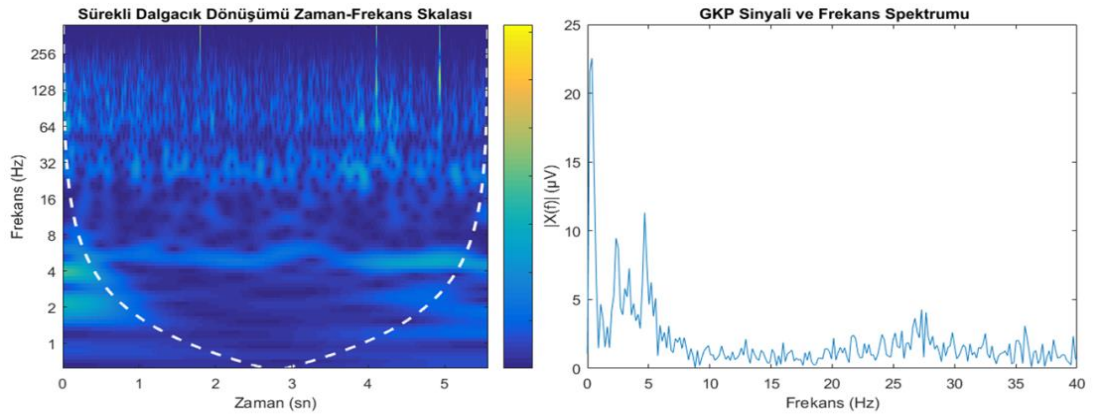 Sürekli Dalgacık Dönüşümü Zaman-Frekans Skalası
Frekans (Hz)
256
128
64
32
16
8
4
2
1
0 1 2 3 4 5
Zaman (sn)
GKP Sinyali ve Frekans Spektrumu
|X(f)| (µV)
25
20
15
10
5
0
0 5 10 15 20 25 30 35 40
Frekans (Hz)